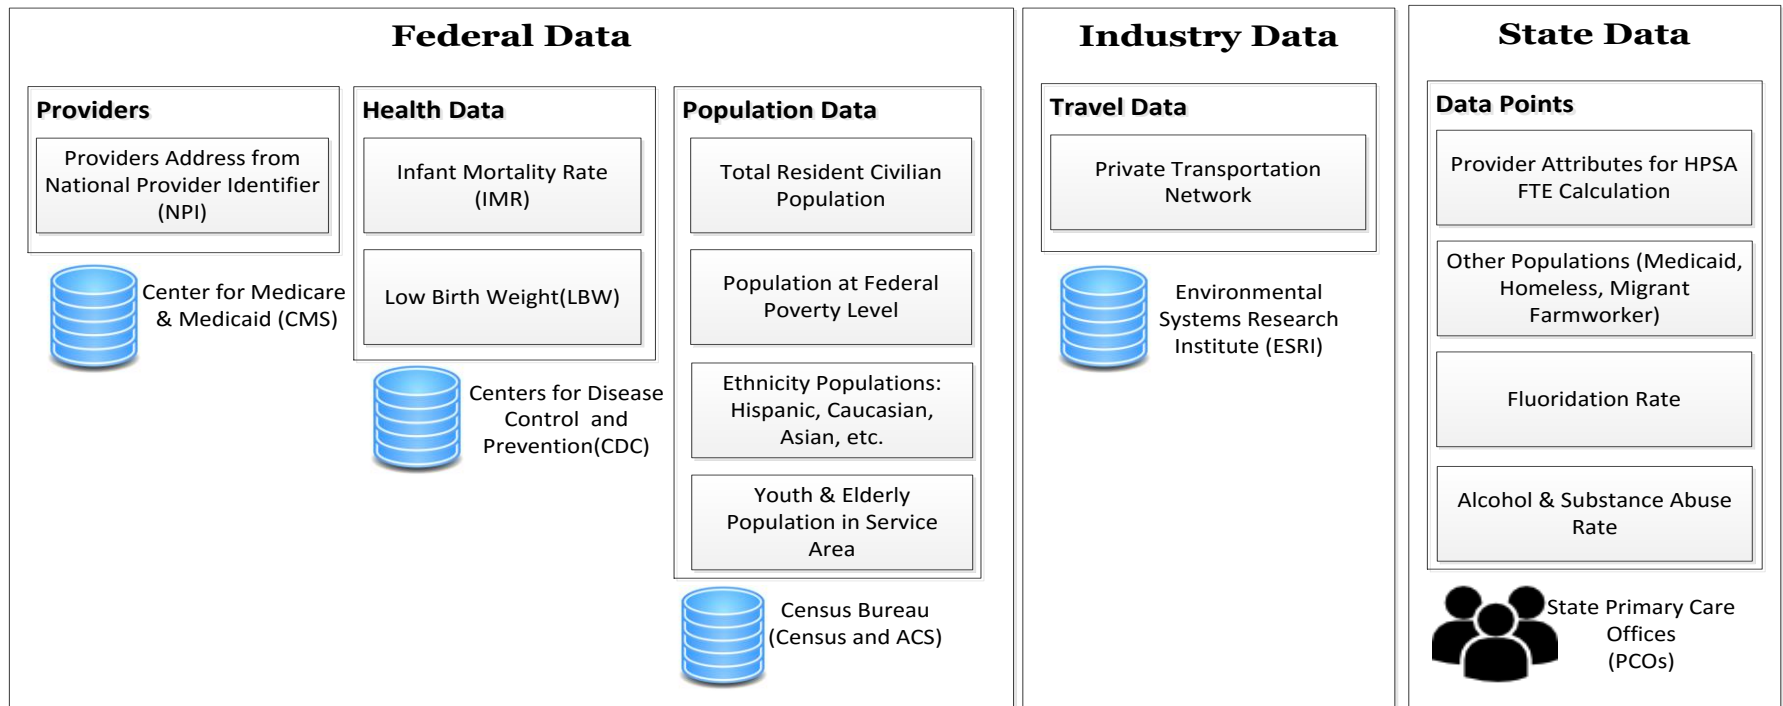 Federal Data
Providers
Providers Address from
National Provider Identifier
(NPI)
Center for Medicare
& Medicaid (CMS)
Health Data
Infant Mortality Rate
(IMR)
Low Birth Weight(LBW)
Centers for Disease
Control and
Prevention(CDC)
Population Data
Total Resident Civilian
Population
Population at Federal
Poverty Level
Ethnicity Populations:
Hispanic, Caucasian,
Asian, etc.
Youth & Elderly
Population in Service
Area
Census Bureau
(Census and ACS)
Industry Data
Travel Data
Private Transportation
Network
Environmental
Systems Research
Institute (ESRI)
State Data
Data Points
Provider Attributes for HPSA
FTE Calculation
Other Populations (Medicaid,
Homeless, Migrant
Farmworker)
Fluoridation Rate
Alcohol & Substance Abuse
Rate
State Primary Care
Offices
(PCOs)